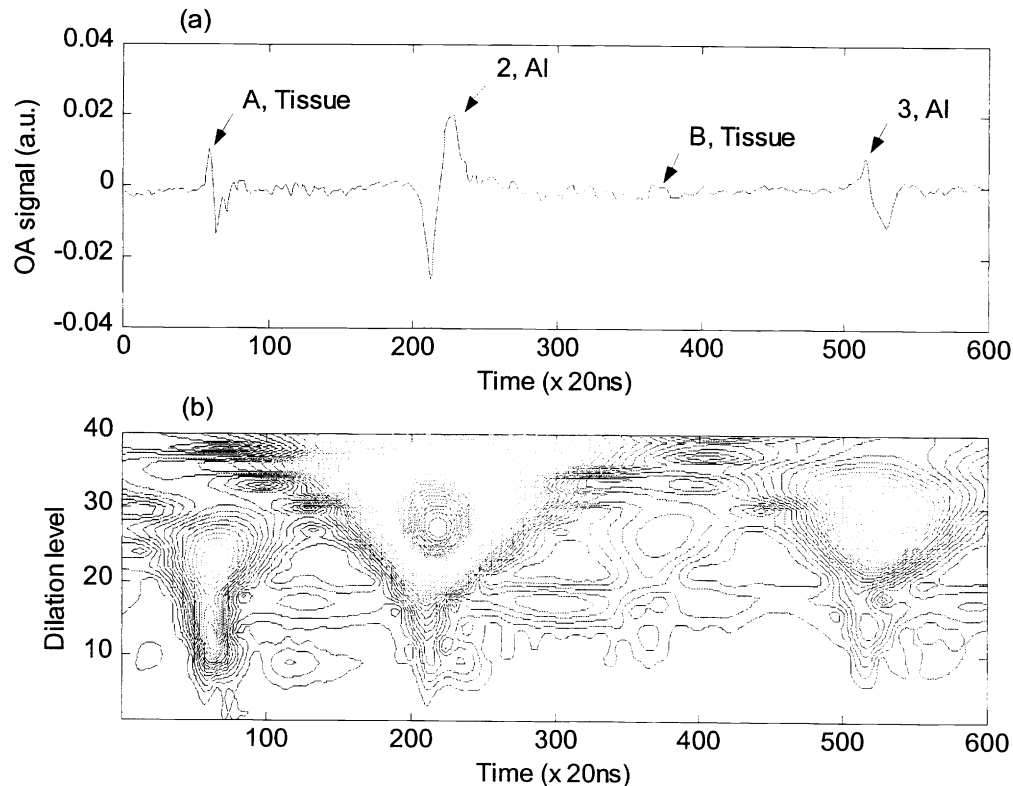 (a)
0.04
0.02
0
-0.02
-0.04
OA signal (a.u.)
A, Tissue
2, Al
B, Tissue
3, Al
0 100 200 300 400 500 600
Time (x 20ns)
(b)
40
30
20
10
Dilation level
100 200 300 400 500 600
Time (x 20ns)